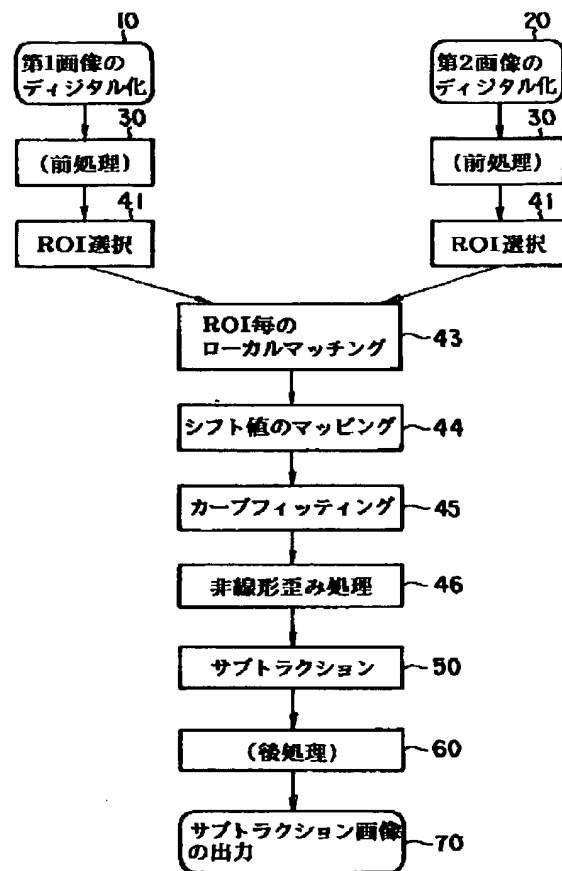 10
第1画像の
ディジタル化
20
第2画像の
ディジタル化
30
(前処理)
30
(前処理)
41
ROI選択
41
ROI選択
ROI毎の
ローカルマッチング
43
シフト値のマッピング
44
カーブフィッティング
45
非線形歪み処理
46
サブトラクション
50
(後処理)
60
サブトラクション画像
の出力
70